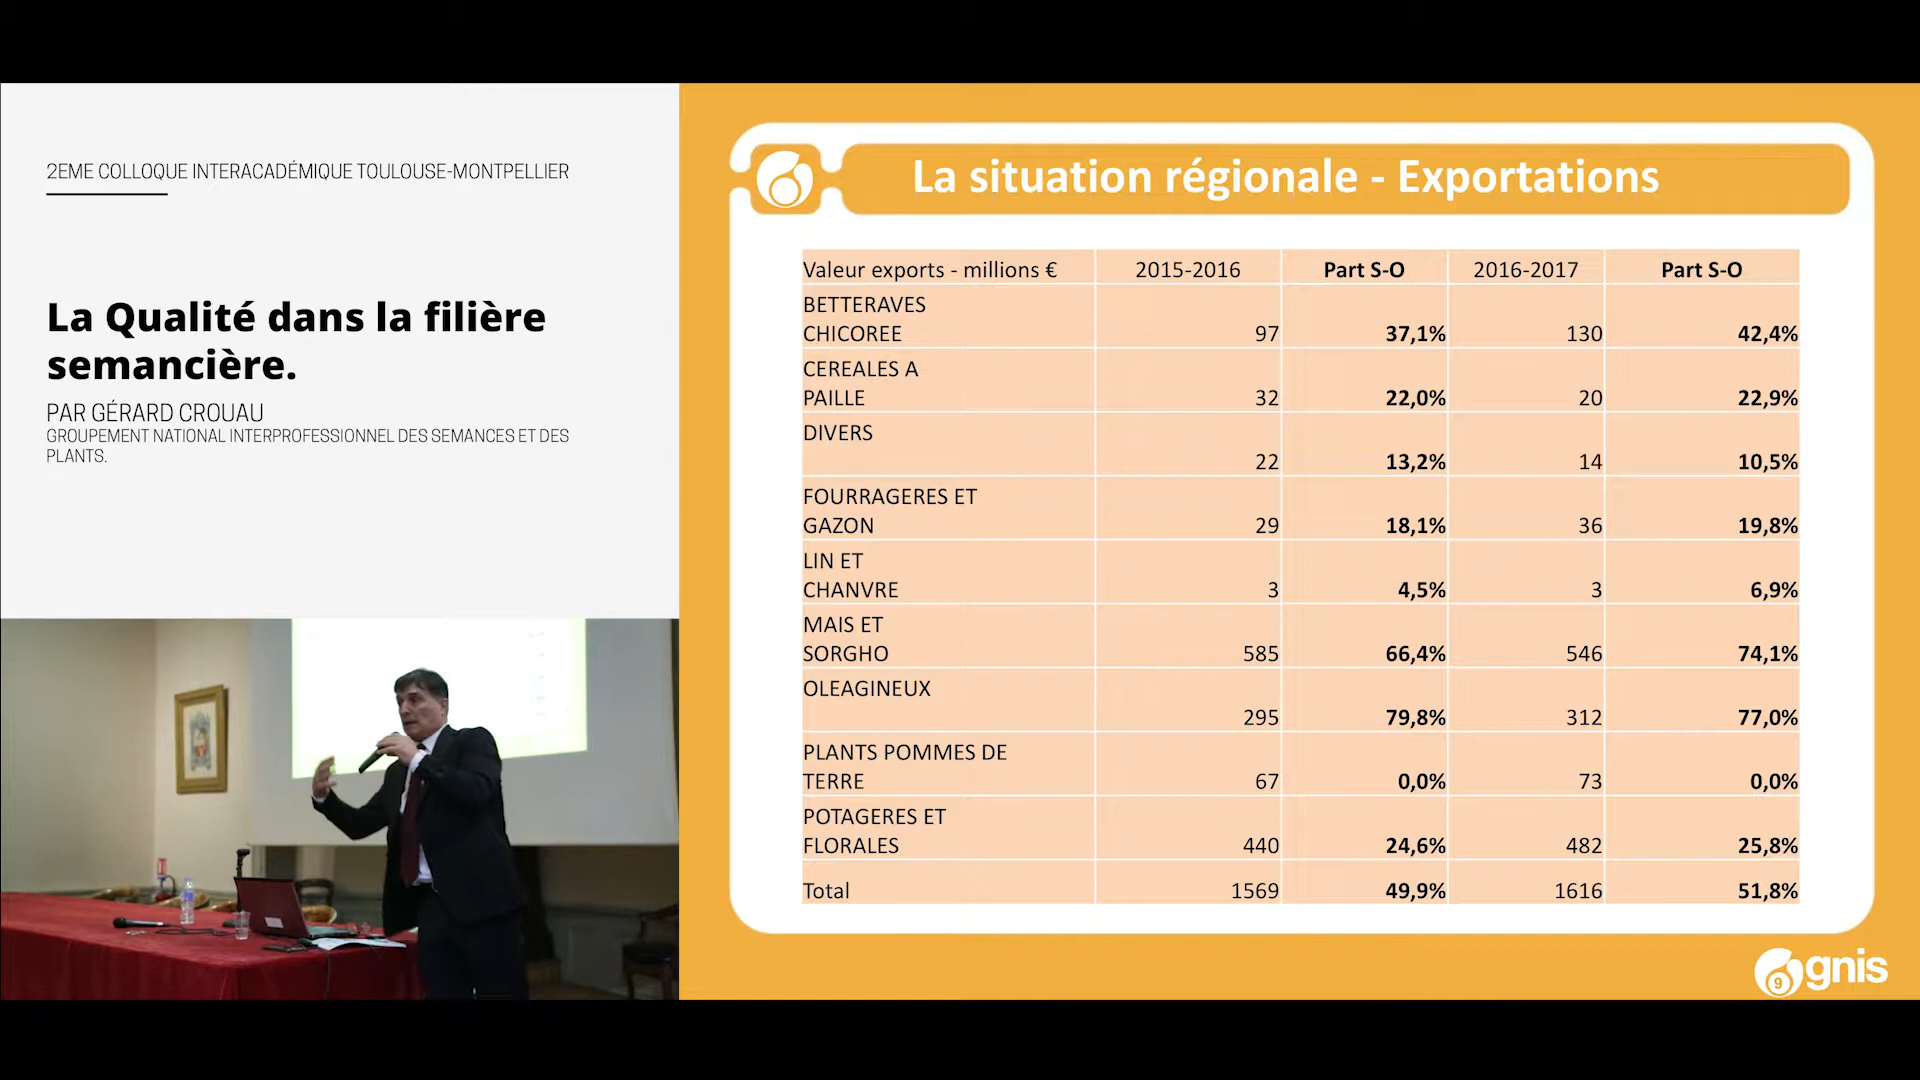 2EME COLLOQUE INTERACADÉMIQUE TOULOUSE-MONTPELLIER
La Qualité dans la filière
semancière.
PAR GÉRARD CROUAU
GROUPEMENT NATIONAL INTERPROFESSIONNEL DES SEMANCES ET DES
PLANTS.
La situation régionale - Exportations
Valeur exports - millions € 2015-2016 Part S-O 2016-2017 Part S-O
BETTERAVES
CHICOREE 97 37,1% 130 42,4%
CEREALES A
PAILLE 32 22,0% 20 22,9%
DIVERS
22 13,2% 14 10,5%
FOURRAGERES ET
GAZON 29 18,1% 36 19,8%
LIN ET
CHANVRE 3 4,5% 3 6,9%
MAIS ET
SORGHO 585 66,4% 546 74,1%
OLEAGINEUX
295 79,8% 312 77,0%
PLANTS POMMES DE
TERRE 67 0,0% 73 0,0%
POTAGERES ET
FLORALES 440 24,6% 482 25,8%
Total 1569 49,9% 1616 51,8%
9 gnis